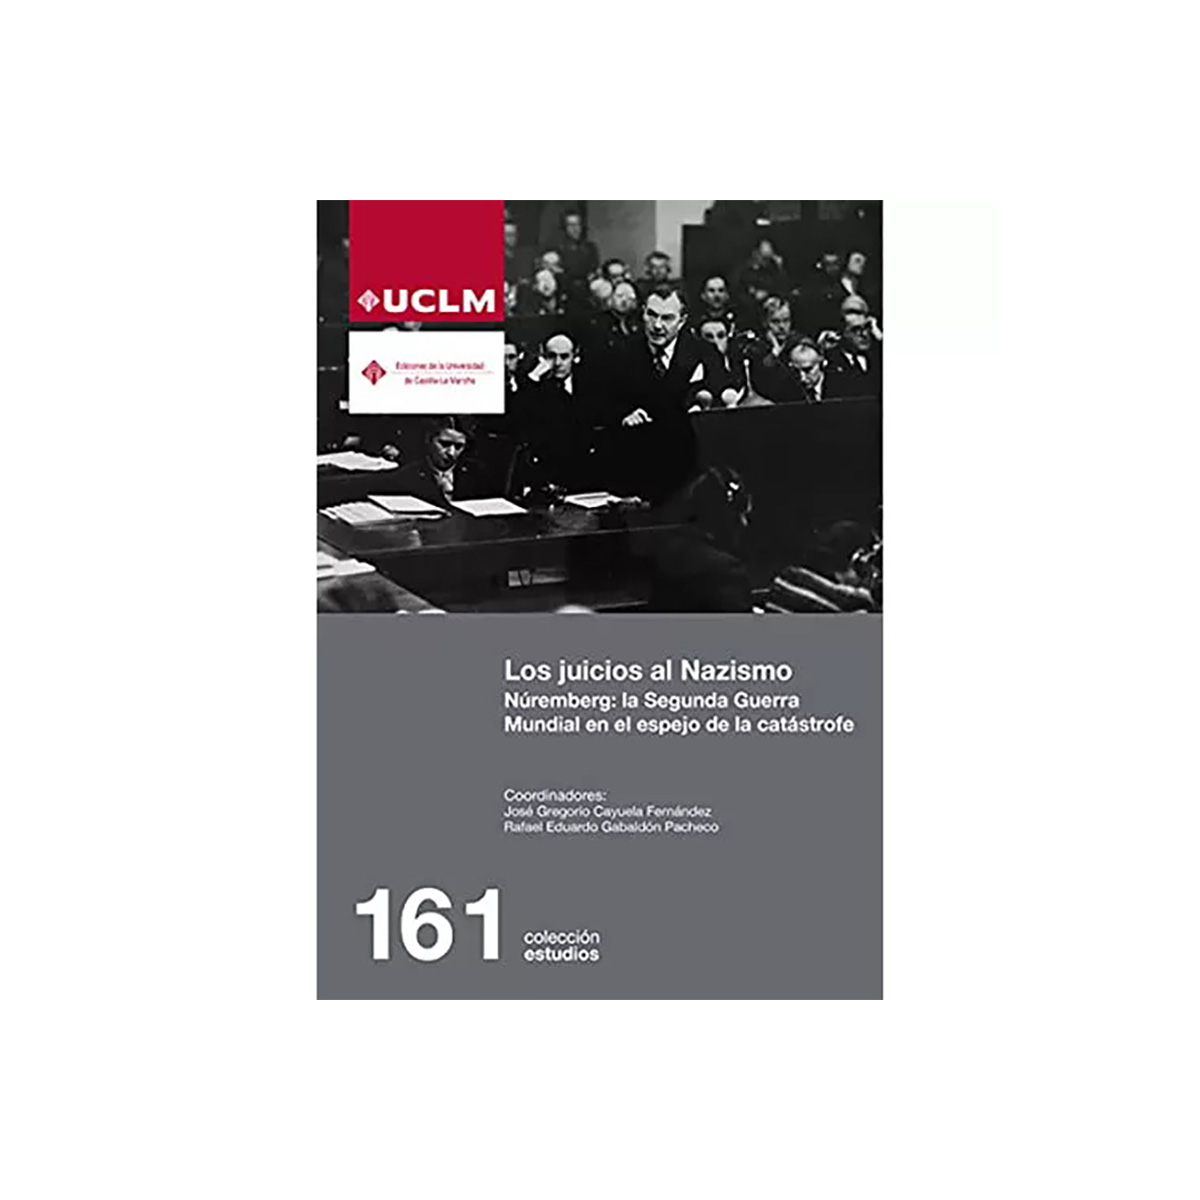 UCLM
Ediciones de la Universidad
de Castilla-La Mancha
Los juicios al Nazismo
Núremberg: la Segunda Guerra
Mundial en el espejo de la catástrofe
Coordinadores:
José Gregorio Cayuela Fernández
Rafael Eduardo Gabaldón Pacheco
161
colección
estudios